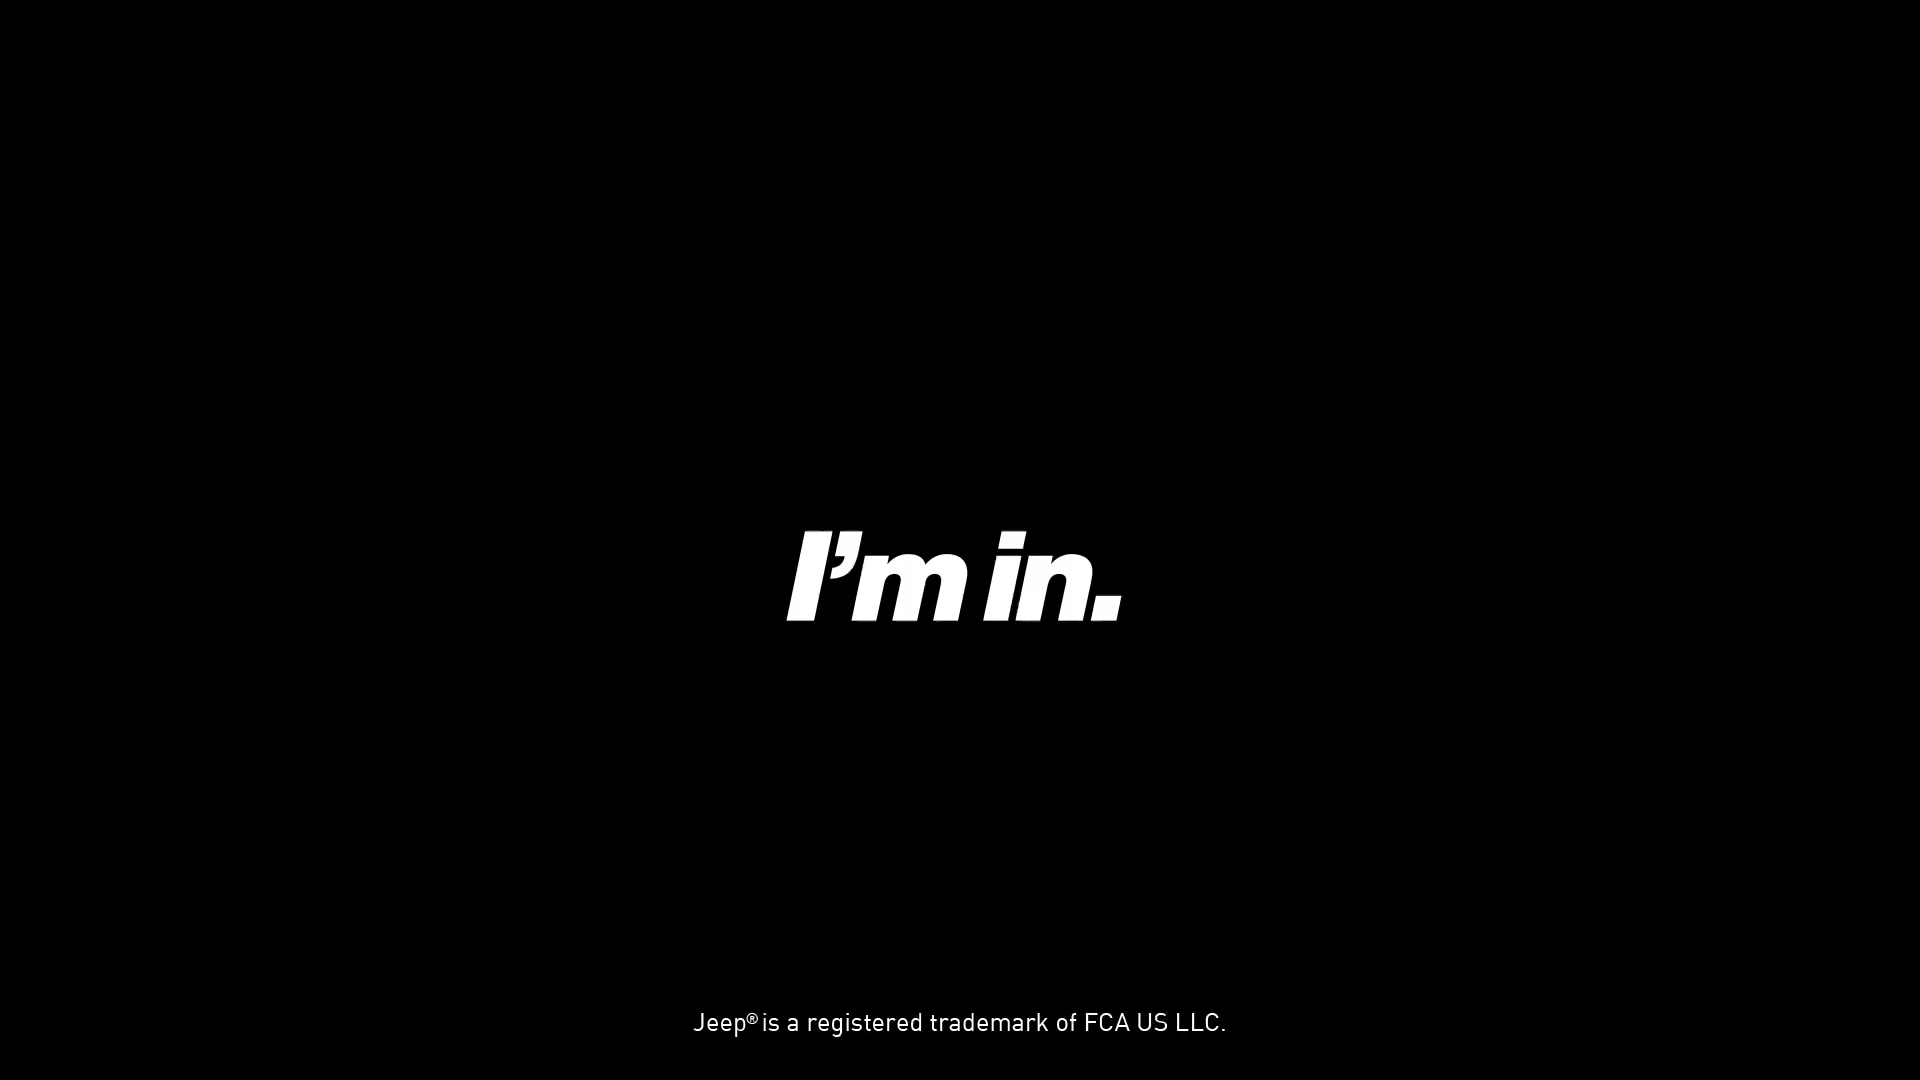 I’m in.
Jeep® is a registered trademark of FCA US LLC.